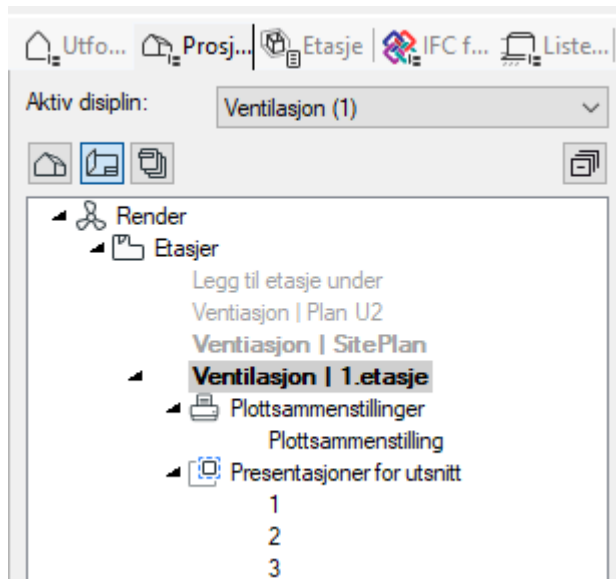 Utfo... Prosj... Etasje IFC f... Liste...
Aktiv disiplin: Ventilasjon (1)
Render
Etasjer
Legg til etasje under
Ventiasjon | Plan U2
Ventiasjon | SitePlan
Ventilasjon | 1.etasje
Plottsammenstillinger
Plottsammenstilling
Presentasjoner for utsnitt
1
2
3